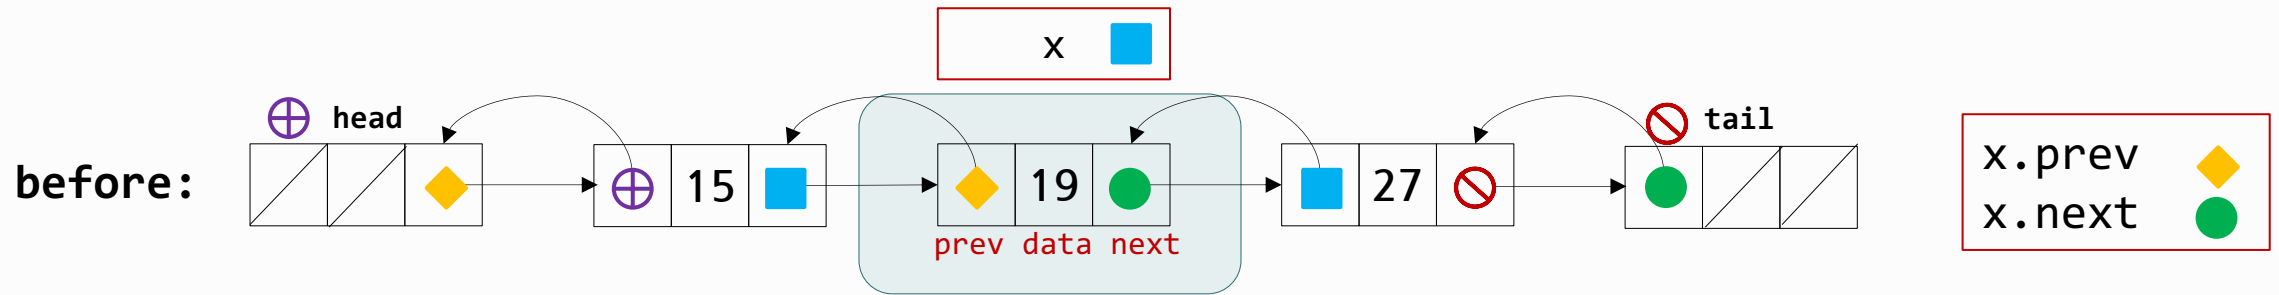 x
head
tail
before:
15
19
27
prev data next
x.prev
x.next